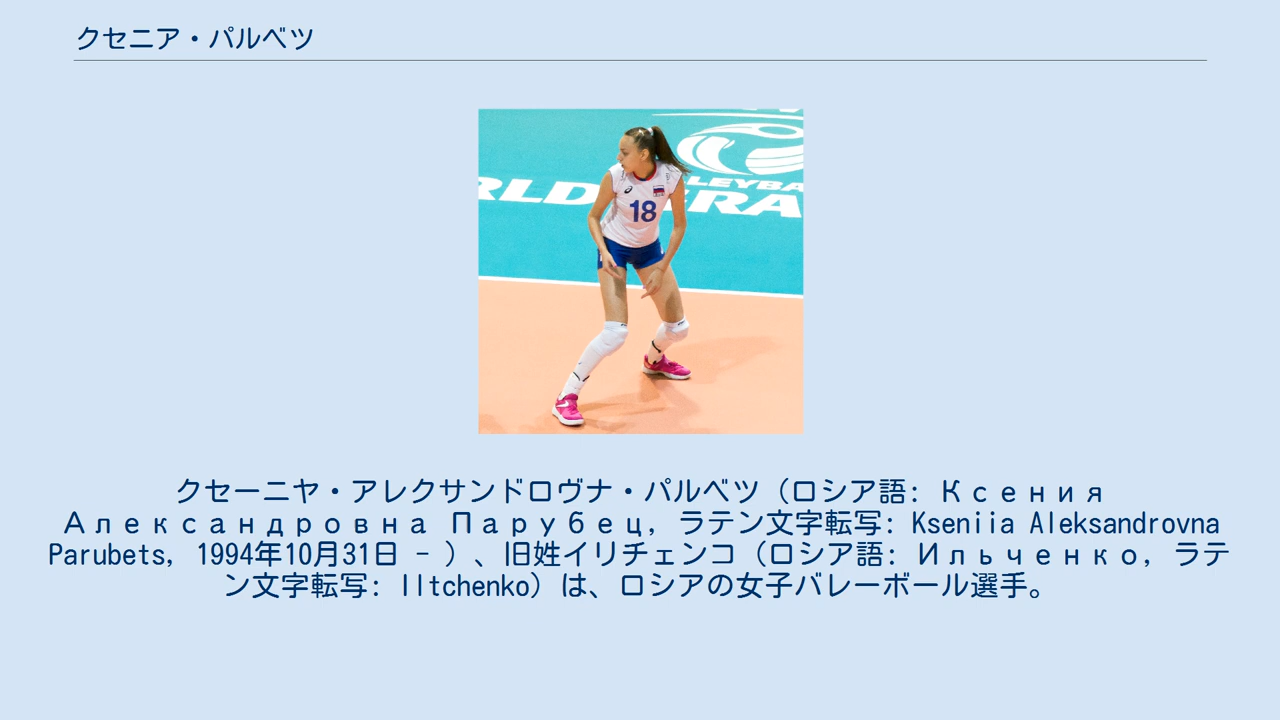 クセニア・パルベツ
RLD
LEYBA
ERA
18
クセーニヤ・アレクサンドロヴナ・パルベツ（ロシア語: Ксения
Александровна Парубец, ラテン文字転写: Kseniia Aleksandrovna
Parubets, 1994年10月31日 - ）、旧姓イリチェンコ（ロシア語: Ильченко, ラテ
ン文字転写: Iltchenko）は、ロシアの女子バレーボール選手。